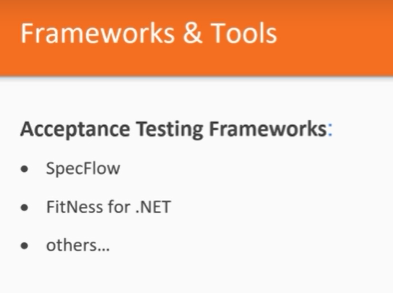 Frameworks & Tools
Acceptance Testing Frameworks:
• SpecFlow
• FitNess for .NET
• others...